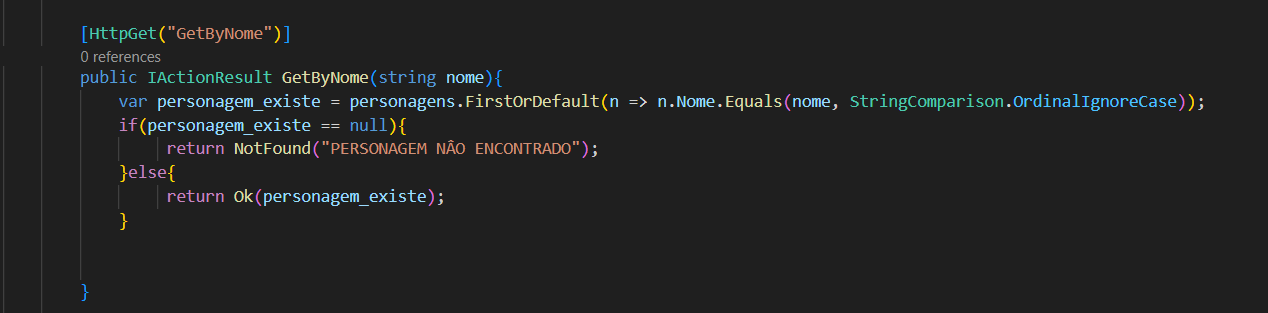 [HttpGet("GetByNome")]
0 references
public IActionResult GetByNome(string nome){
var personagem_existe = personagens.FirstOrDefault(n => n.Nome.Equals(nome, StringComparison.OrdinalIgnoreCase));
if(personagem_existe == null){
return NotFound("PERSONAGEM NÂO ENCONTRADO");
}else{
return Ok(personagem_existe);
}
}